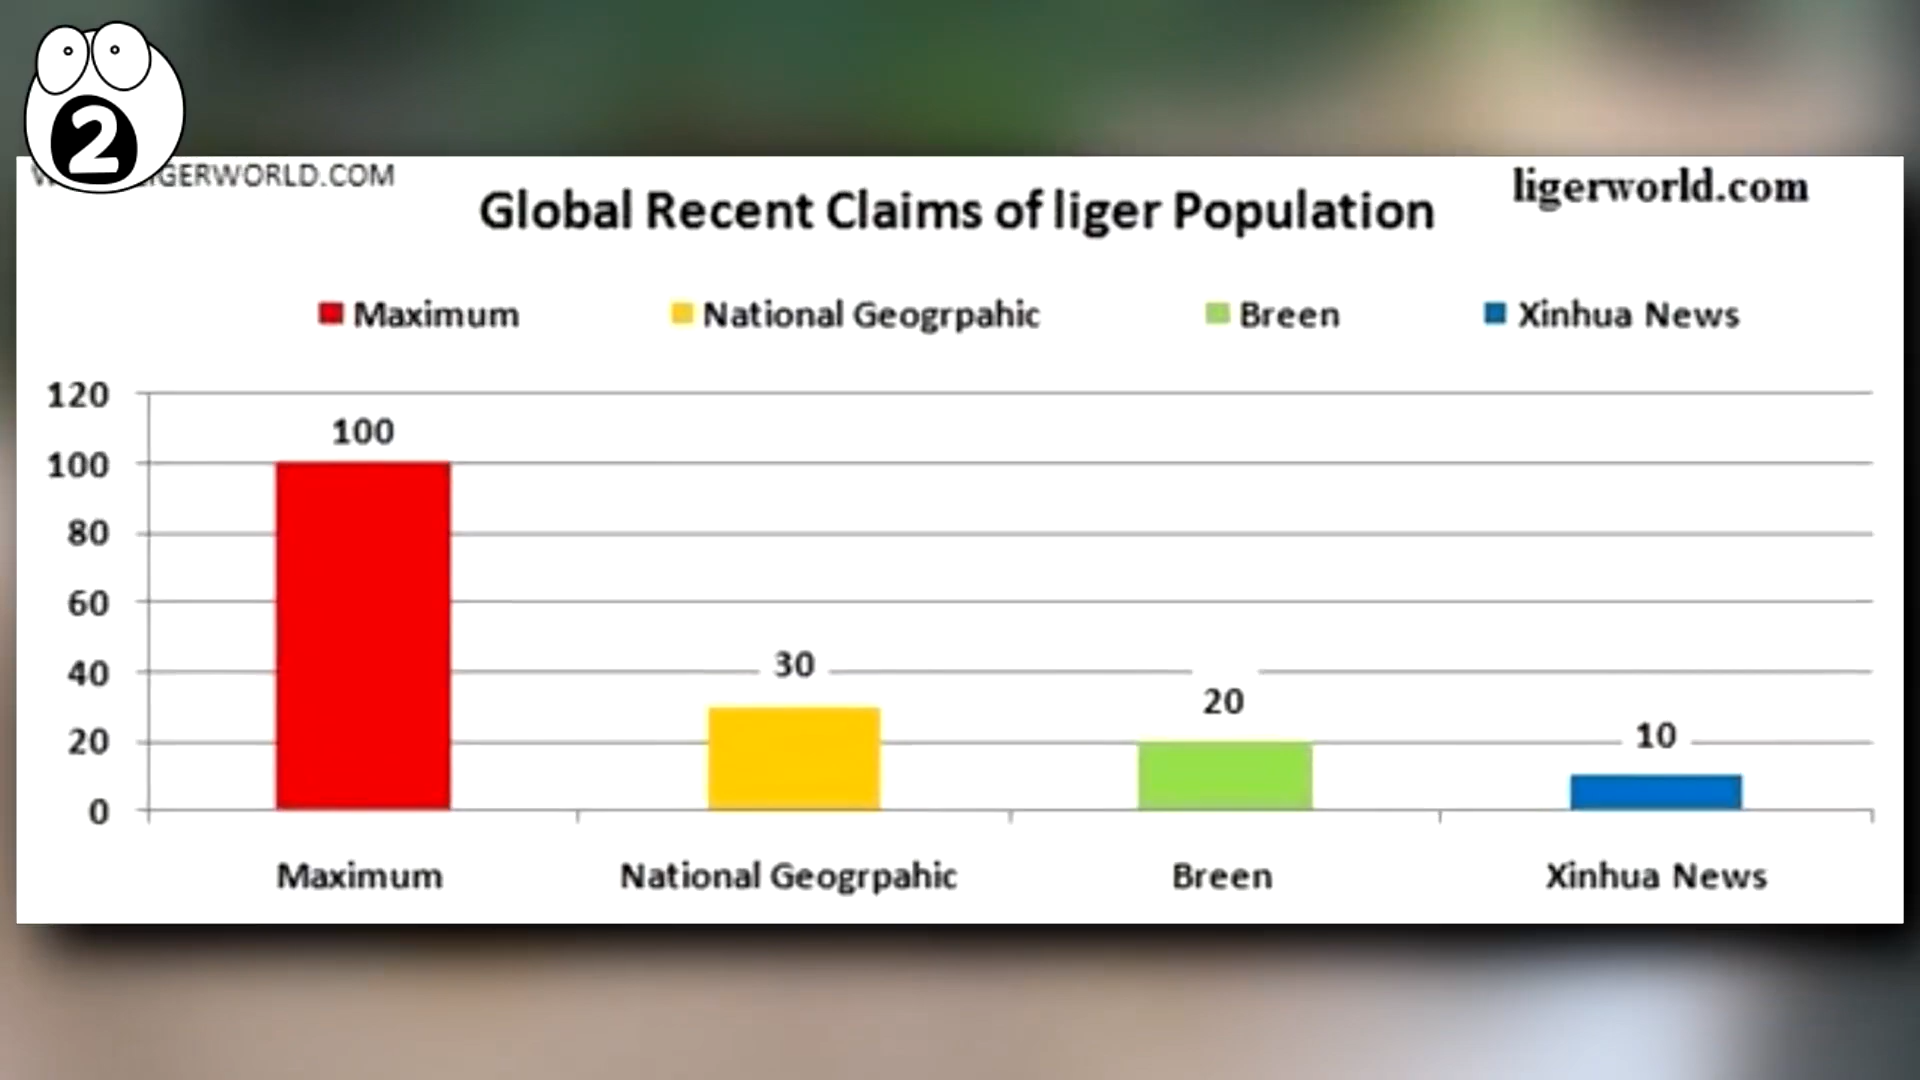 2
LIGERWORLD.COM
ligerworld.com
Global Recent Claims of liger Population
Maximum National Geogrpahic Breen Xinhua News
120
100
80
60
40
20
0
100
30
20
10
Maximum National Geogrpahic Breen Xinhua News